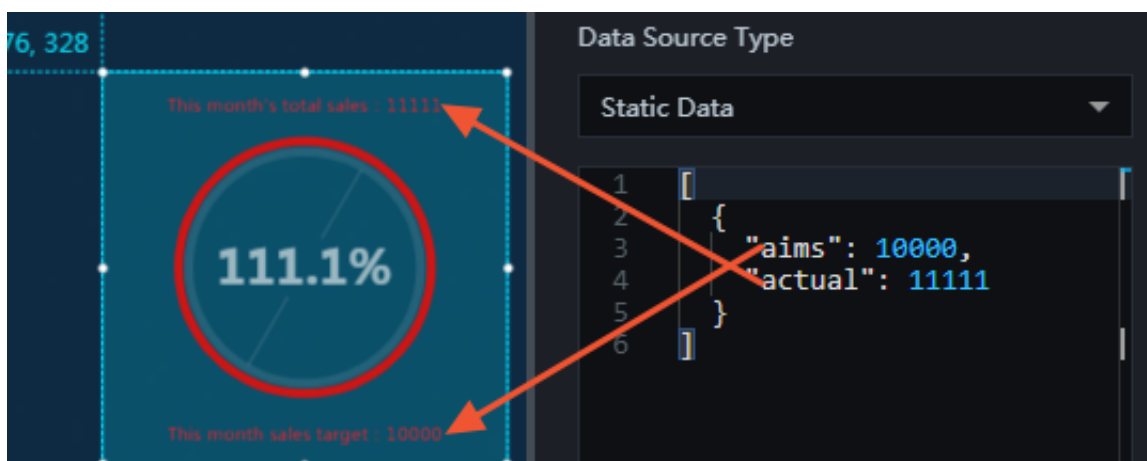 76, 328
This month's total sales : 11111
111.1%
This month sales target : 10000
Data Source Type
Static Data
1 [
2 {
3 "aims": 10000,
4 "actual": 11111
5 }
6 ]